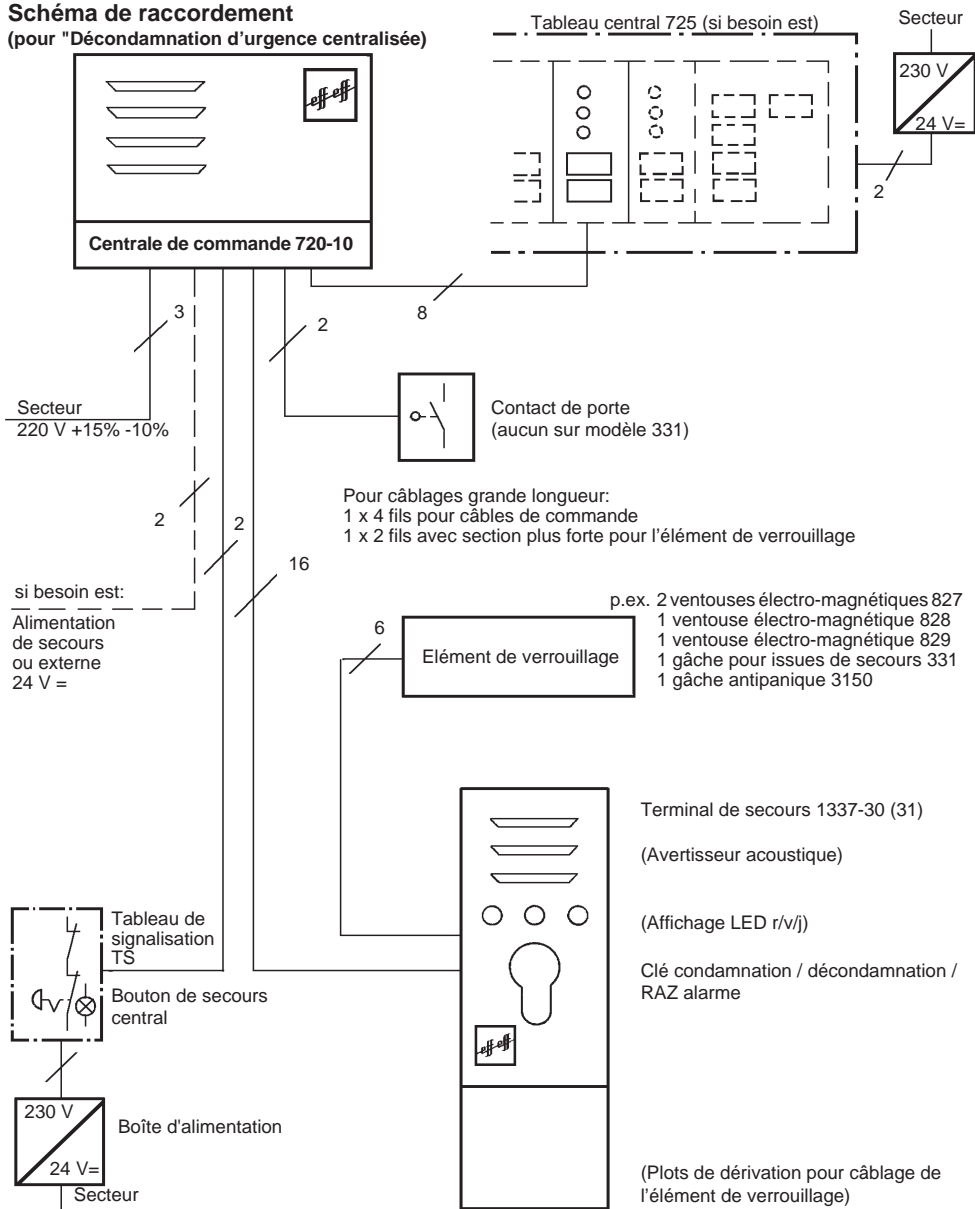 Schéma de raccordement
(pour "Décondamnation d'urgence centralisée)
Tableau central 725 (si besoin est)
Secteur
230 V
24 V=
2
eff eff
Centrale de commande 720-10
3
2
8
Secteur
220 V +15% -10%
Contact de porte
(aucun sur modèle 331)
Pour câblages grande longueur:
1 x 4 fils pour câbles de commande
1 x 2 fils avec section plus forte pour l'élément de verrouillage
2
2
16
si besoin est:
Alimentation
de secours
ou externe
24 V =
6
Elément de verrouillage
p.ex. 2 ventouses électro-magnétiques 827
1 ventouse électro-magnétique 828
1 ventouse électro-magnétique 829
1 gâche pour issues de secours 331
1 gâche antipanique 3150
Terminal de secours 1337-30 (31)
(Avertisseur acoustique)
(Affichage LED r/v/j)
Clé condamnation / décondamnation /
RAZ alarme
eff eff
(Plots de dérivation pour câblage de
l'élément de verrouillage)
Tableau de
signalisation
TS
Bouton de secours
central
230 V
24 V=
Boîte d'alimentation
Secteur